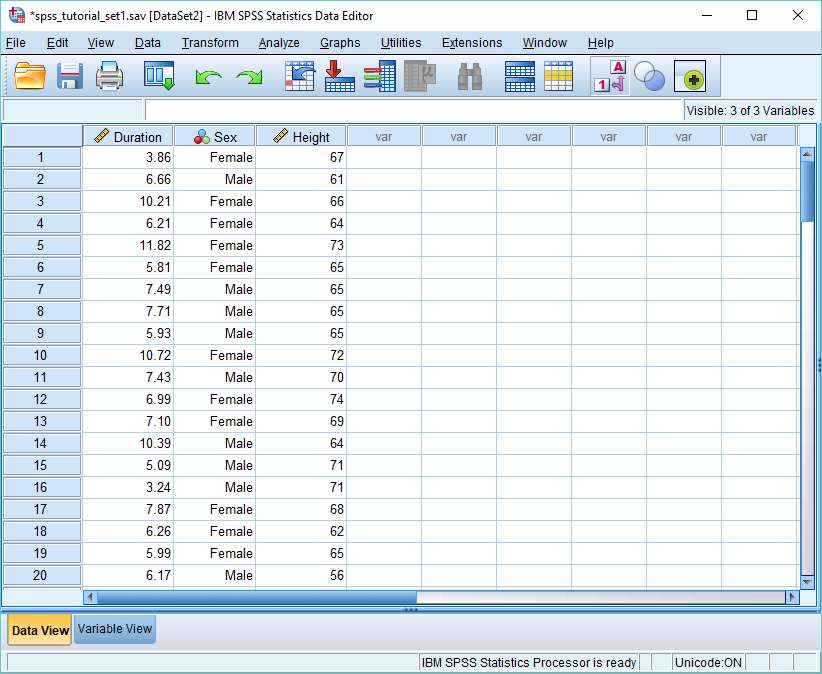 *spss_tutorial_set1.sav [DataSet2] - IBM SPSS Statistics Data Editor
File Edit View Data Transform Analyze Graphs Utilities Extensions Window Help
1 A
Visible: 3 of 3 Variables
Duration Sex Height var var var var var var
1 3.86 Female 67
2 6.66 Male 61
3 10.21 Female 66
4 6.21 Female 64
5 11.82 Female 73
6 5.81 Female 65
7 7.49 Male 65
8 7.71 Male 65
9 5.93 Male 65
10 10.72 Female 72
11 7.43 Male 70
12 6.99 Female 74
13 7.10 Female 69
14 10.39 Male 64
15 5.09 Male 71
16 3.24 Male 71
17 7.87 Female 68
18 6.26 Female 62
19 5.99 Female 65
20 6.17 Male 56
Data View Variable View
IBM SPSS Statistics Processor is ready Unicode:ON